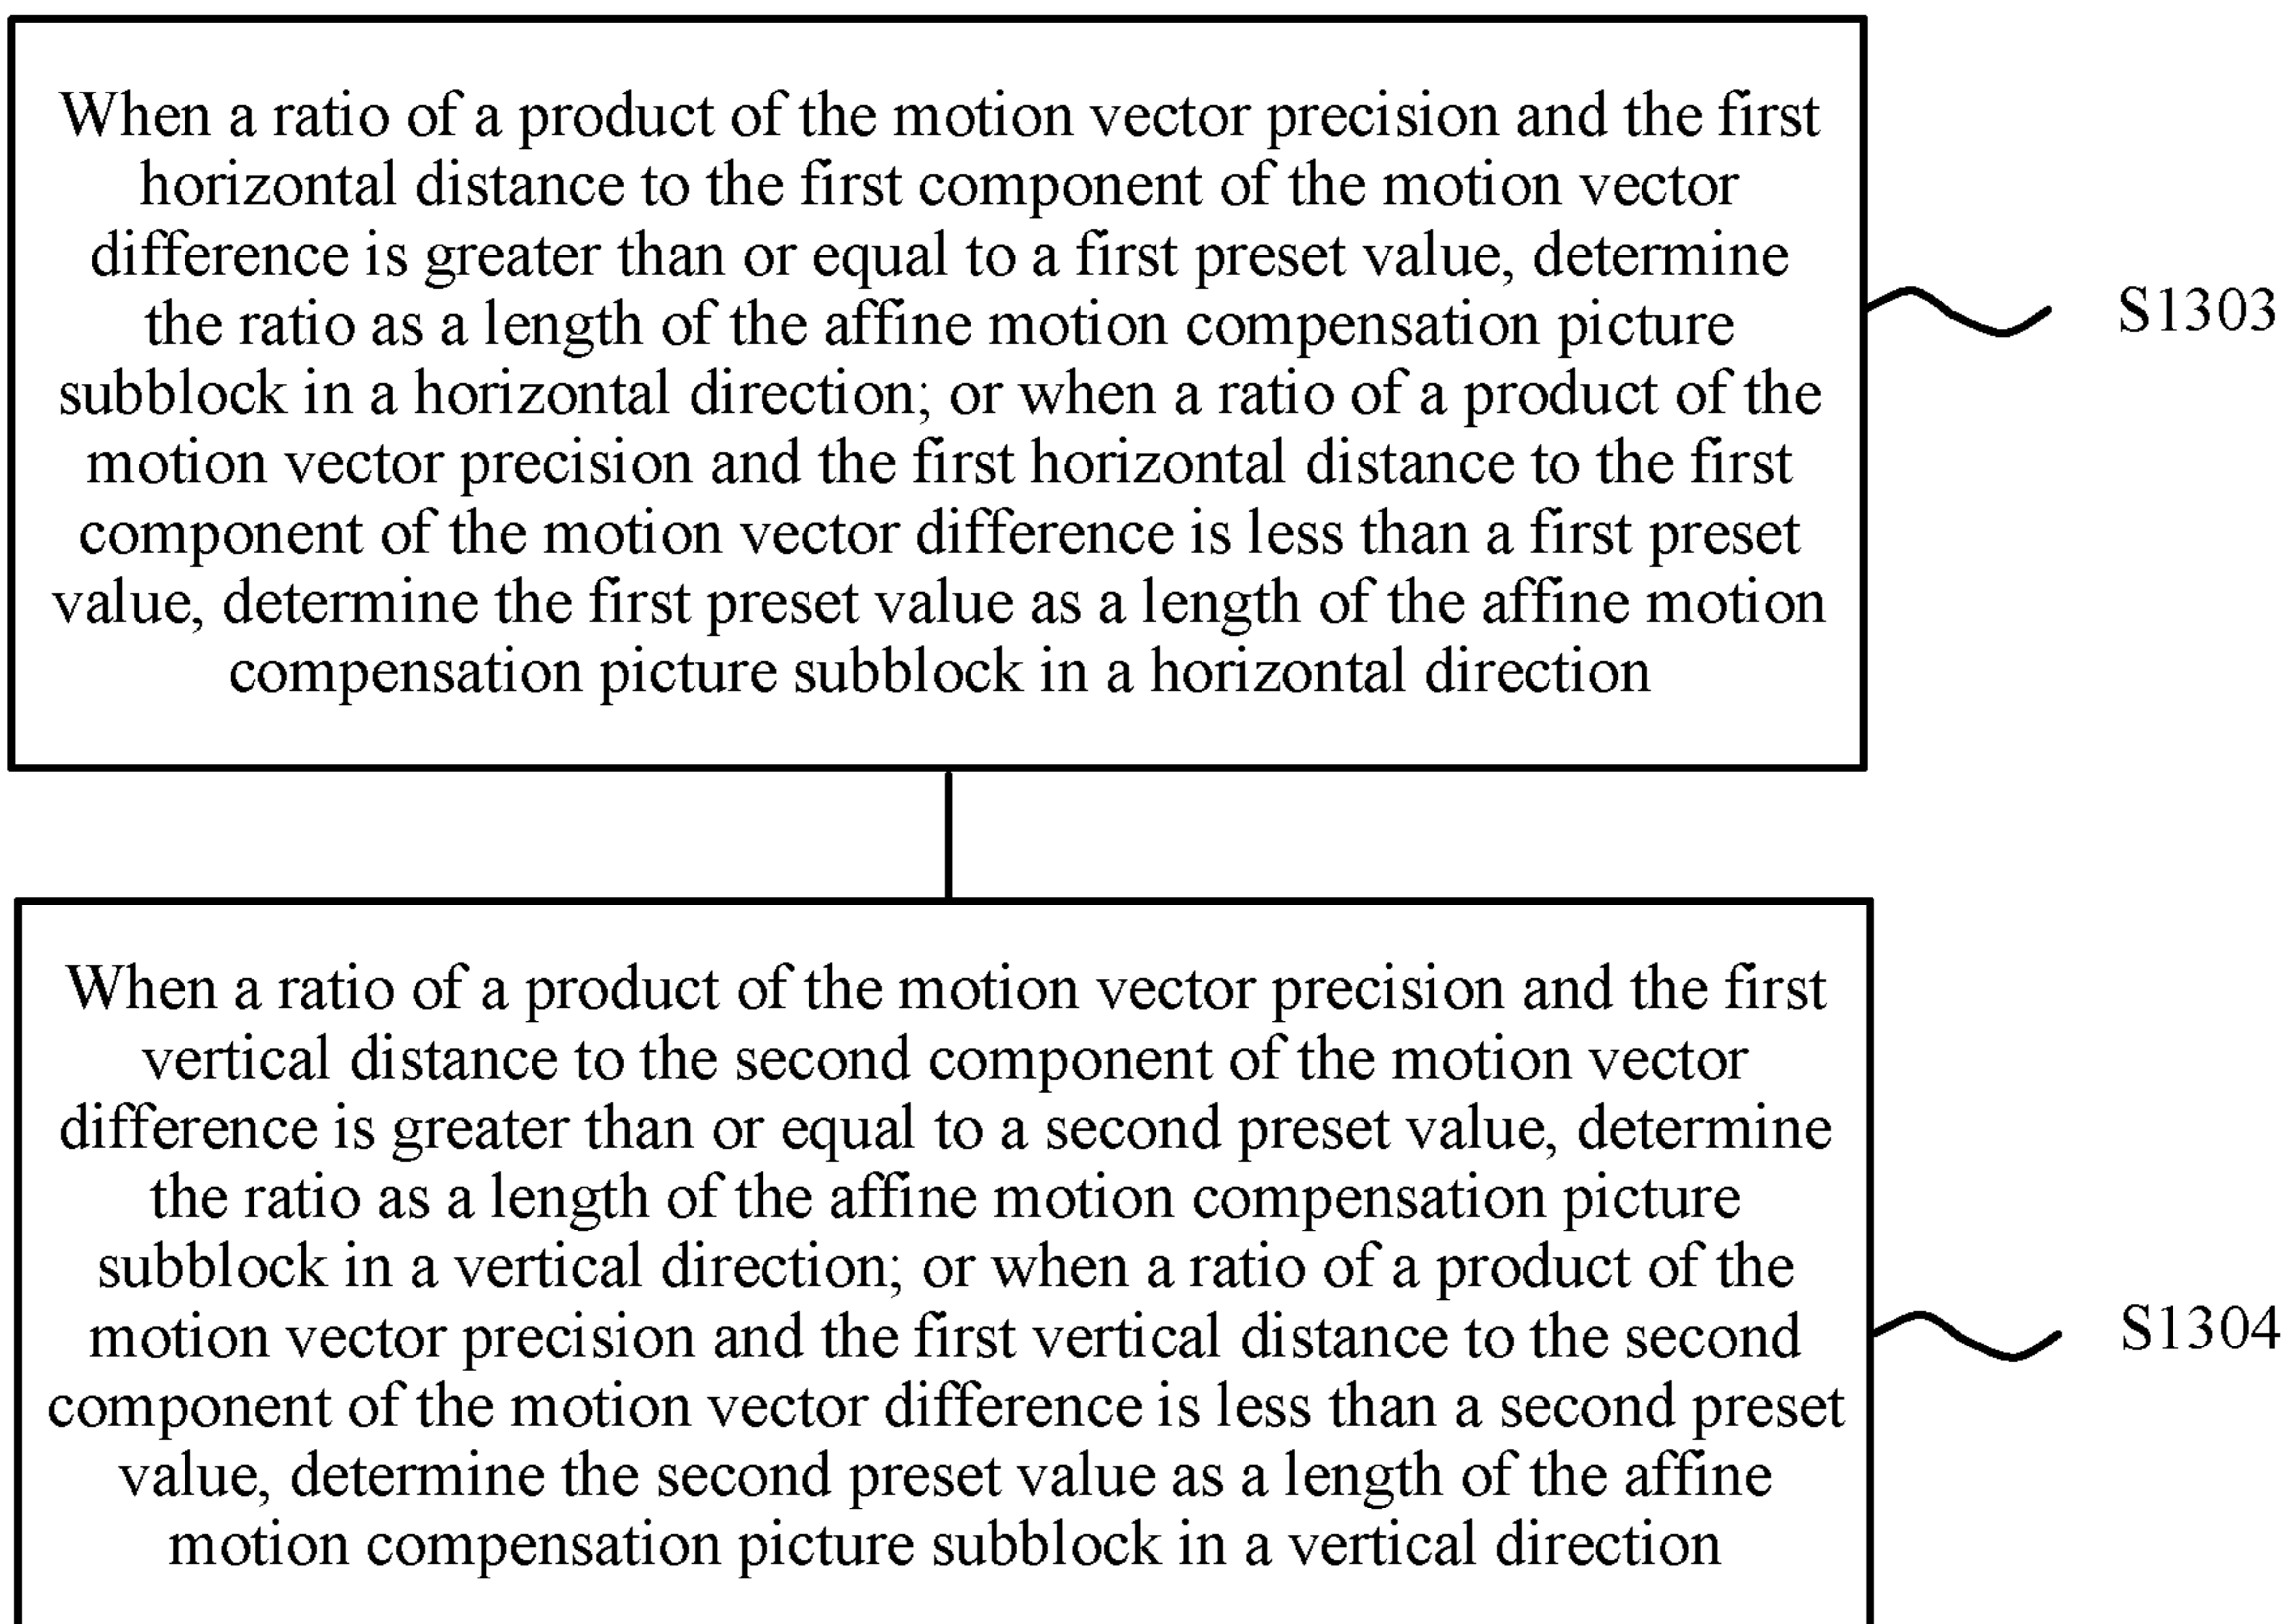 When a ratio of a product of the motion vector precision and the first
horizontal distance to the first component of the motion vector
difference is greater than or equal to a first preset value, determine
the ratio as a length of the affine motion compensation picture
subblock in a horizontal direction; or when a ratio of a product of the
motion vector precision and the first horizontal distance to the first
component of the motion vector difference is less than a first preset
value, determine the first preset value as a length of the affine motion
compensation picture subblock in a horizontal direction
S1303
When a ratio of a product of the motion vector precision and the first
vertical distance to the second component of the motion vector
difference is greater than or equal to a second preset value, determine
the ratio as a length of the affine motion compensation picture
subblock in a vertical direction; or when a ratio of a product of the
motion vector precision and the first vertical distance to the second
component of the motion vector difference is less than a second preset
value, determine the second preset value as a length of the affine
motion compensation picture subblock in a vertical direction
S1304